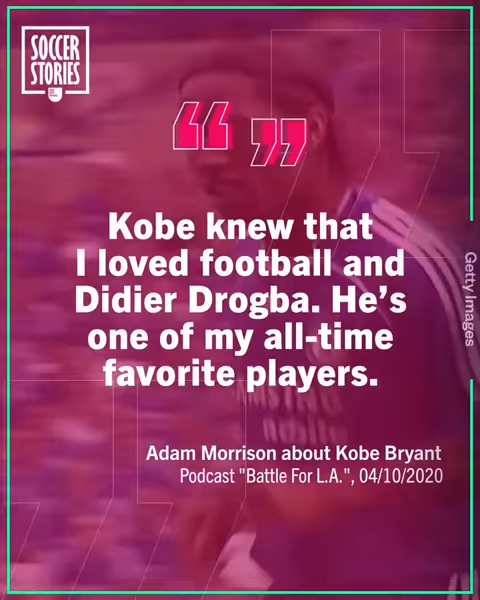 SOCCER
STORIES
“ ”
Kobe knew that
I loved football and
Didier Drogba. He’s
one of my all-time
favorite players.
Adam Morrison about Kobe Bryant
Podcast "Battle For L.A.", 04/10/2020
Getty Images